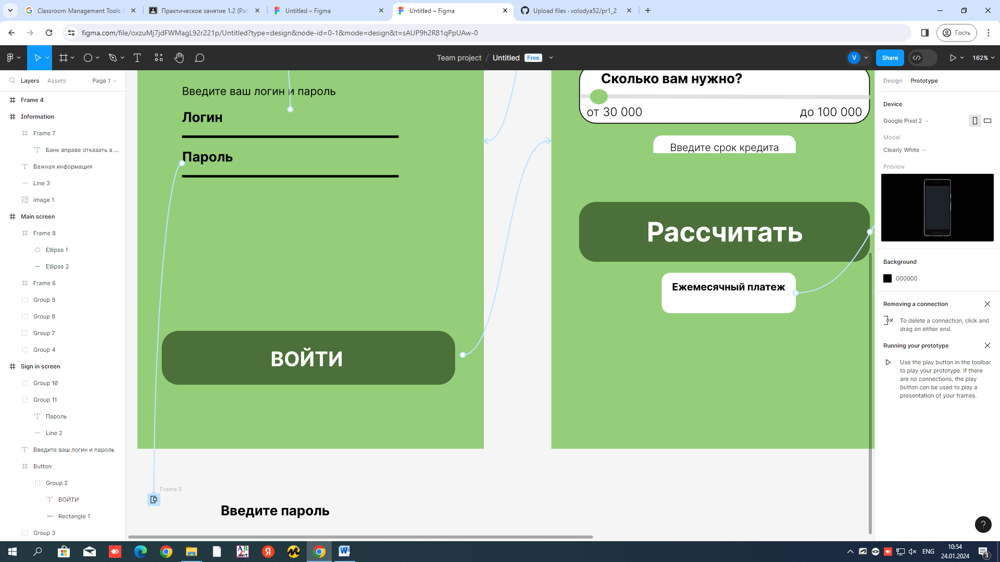 Classroom Management Tools
Практическое занятие 1.2 (Раб
Untitled – Figma
Untitled – Figma
Upload files · volodya52/pr1_2
figma.com/file/oxzuMj7jdFWMagL92r221p/Untitled?type=design&node-id=0-1&mode=design&t=sAUP9h2R81qPpUAw-0
Гость
Team project / Untitled Free
V
Share
162%
Layers
Assets
Page 1
Frame 4
Information
Frame 7
Банк вправе отказать в ...
Важная информация
Line 3
image 1
Main screen
Frame 8
Ellipse 1
Ellipse 2
Frame 6
Group 9
Group 8
Group 7
Group 4
Sign in screen
Group 10
Group 11
Пароль
Line 2
Введите ваш логин и пароль
Button
Group 2
ВОЙТИ
Rectangle 1
Group 3
Введите ваш логин и пароль
Логин
Пароль
ВОЙТИ
Frame 5
Введите пароль
Сколько вам нужно?
от 30 000
до 100 000
Введите срок кредита
Рассчитать
Ежемесячный платеж
Design
Prototype
Device
Google Pixel 2
Model
Clearly White
Preview
Background
000000
Removing a connection
To delete a connection, click and
drag on either end.
Running your prototype
Use the play button in the toolbar
to play your prototype. If there
are no connections, the play
button can be used to play a
presentation of your frames.
?
ABC.net
Я
W
ENG
10:54
24.01.2024
3